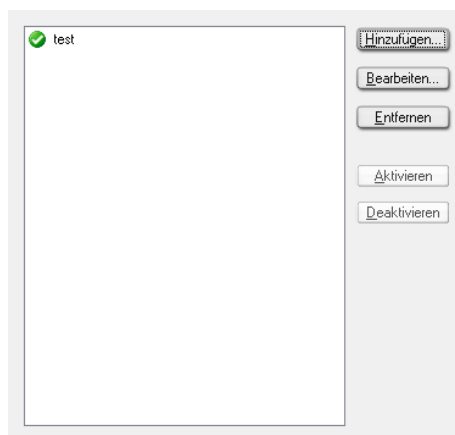 test
Hinzufügen...
Bearbeiten...
Entfernen
Aktivieren
Deaktivieren